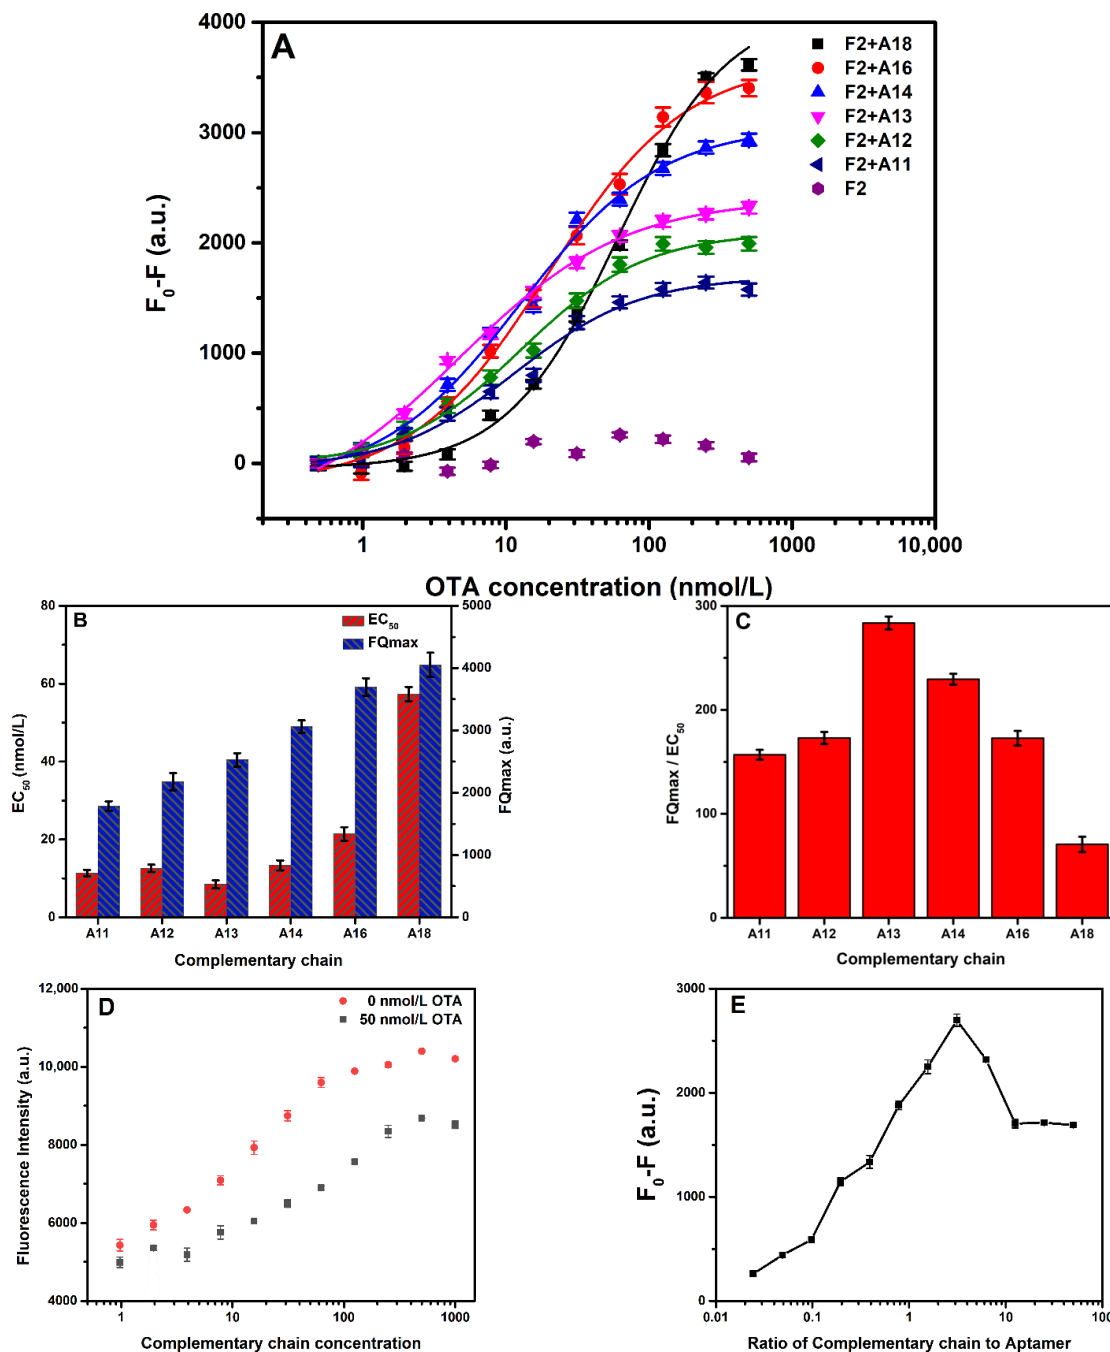 A
F2+A18
F2+A16
F2+A14
F2+A13
F2+A12
F2+A11
F2
4000
3000
2000
1000
0
F0-F (a.u.)
1
10
100
1000
10,000
OTA concentration (nmol/L)
B
EC50
FQmax
80
60
40
20
0
EC50 (nmol/L)
5000
4000
3000
2000
1000
0
FQmax (a.u.)
A11
A12
A13
A14
A16
A18
Complementary chain
C
300
200
100
0
FQmax / EC50
A11
A12
A13
A14
A16
A18
Complementary chain
D
0 nmol/L OTA
50 nmol/L OTA
12,000
10,000
8000
6000
4000
Fluorescence Intensity (a.u.)
1
10
100
1000
Complementary chain concentration
E
3000
2000
1000
0
F0-F (a.u.)
0.01
0.1
1
10
100
Ratio of Complementary chain to Aptamer